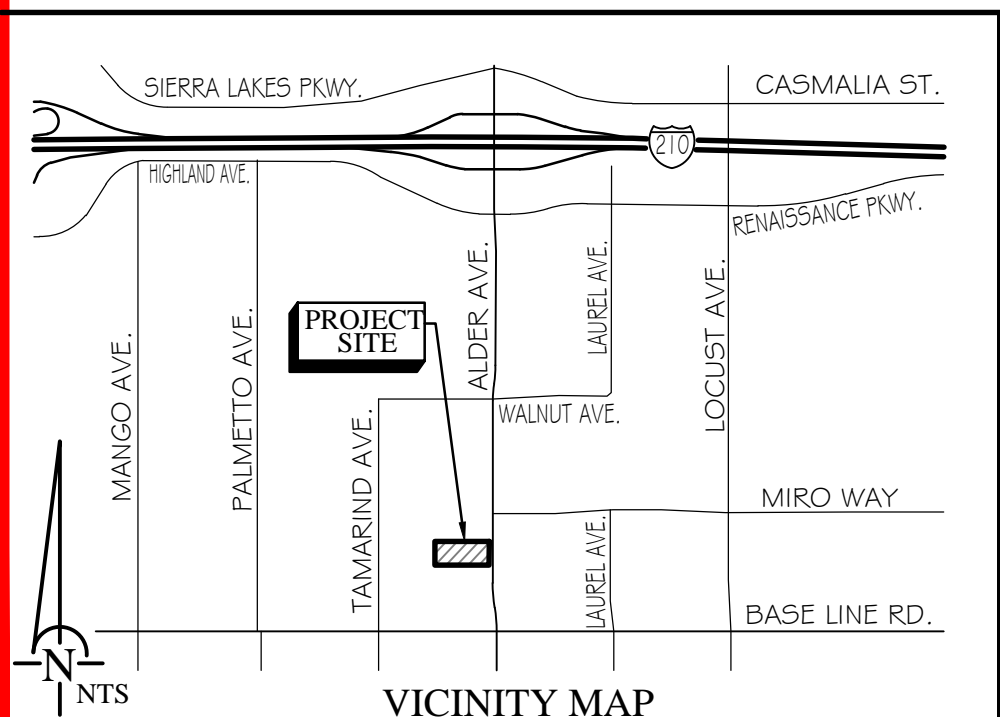 SIERRA LAKES PKWY.
CASMALIA ST.
210
HIGHLAND AVE.
RENAISSANCE PKWY.
ALDER AVE.
LAUREL AVE.
LOCUST AVE.
PROJECT
SITE
MANGO AVE.
PALMETTO AVE.
TAMARIND AVE.
WALNUT AVE.
MIRO WAY
LAUREL AVE.
BASE LINE RD.
N
NTS
VICINITY MAP